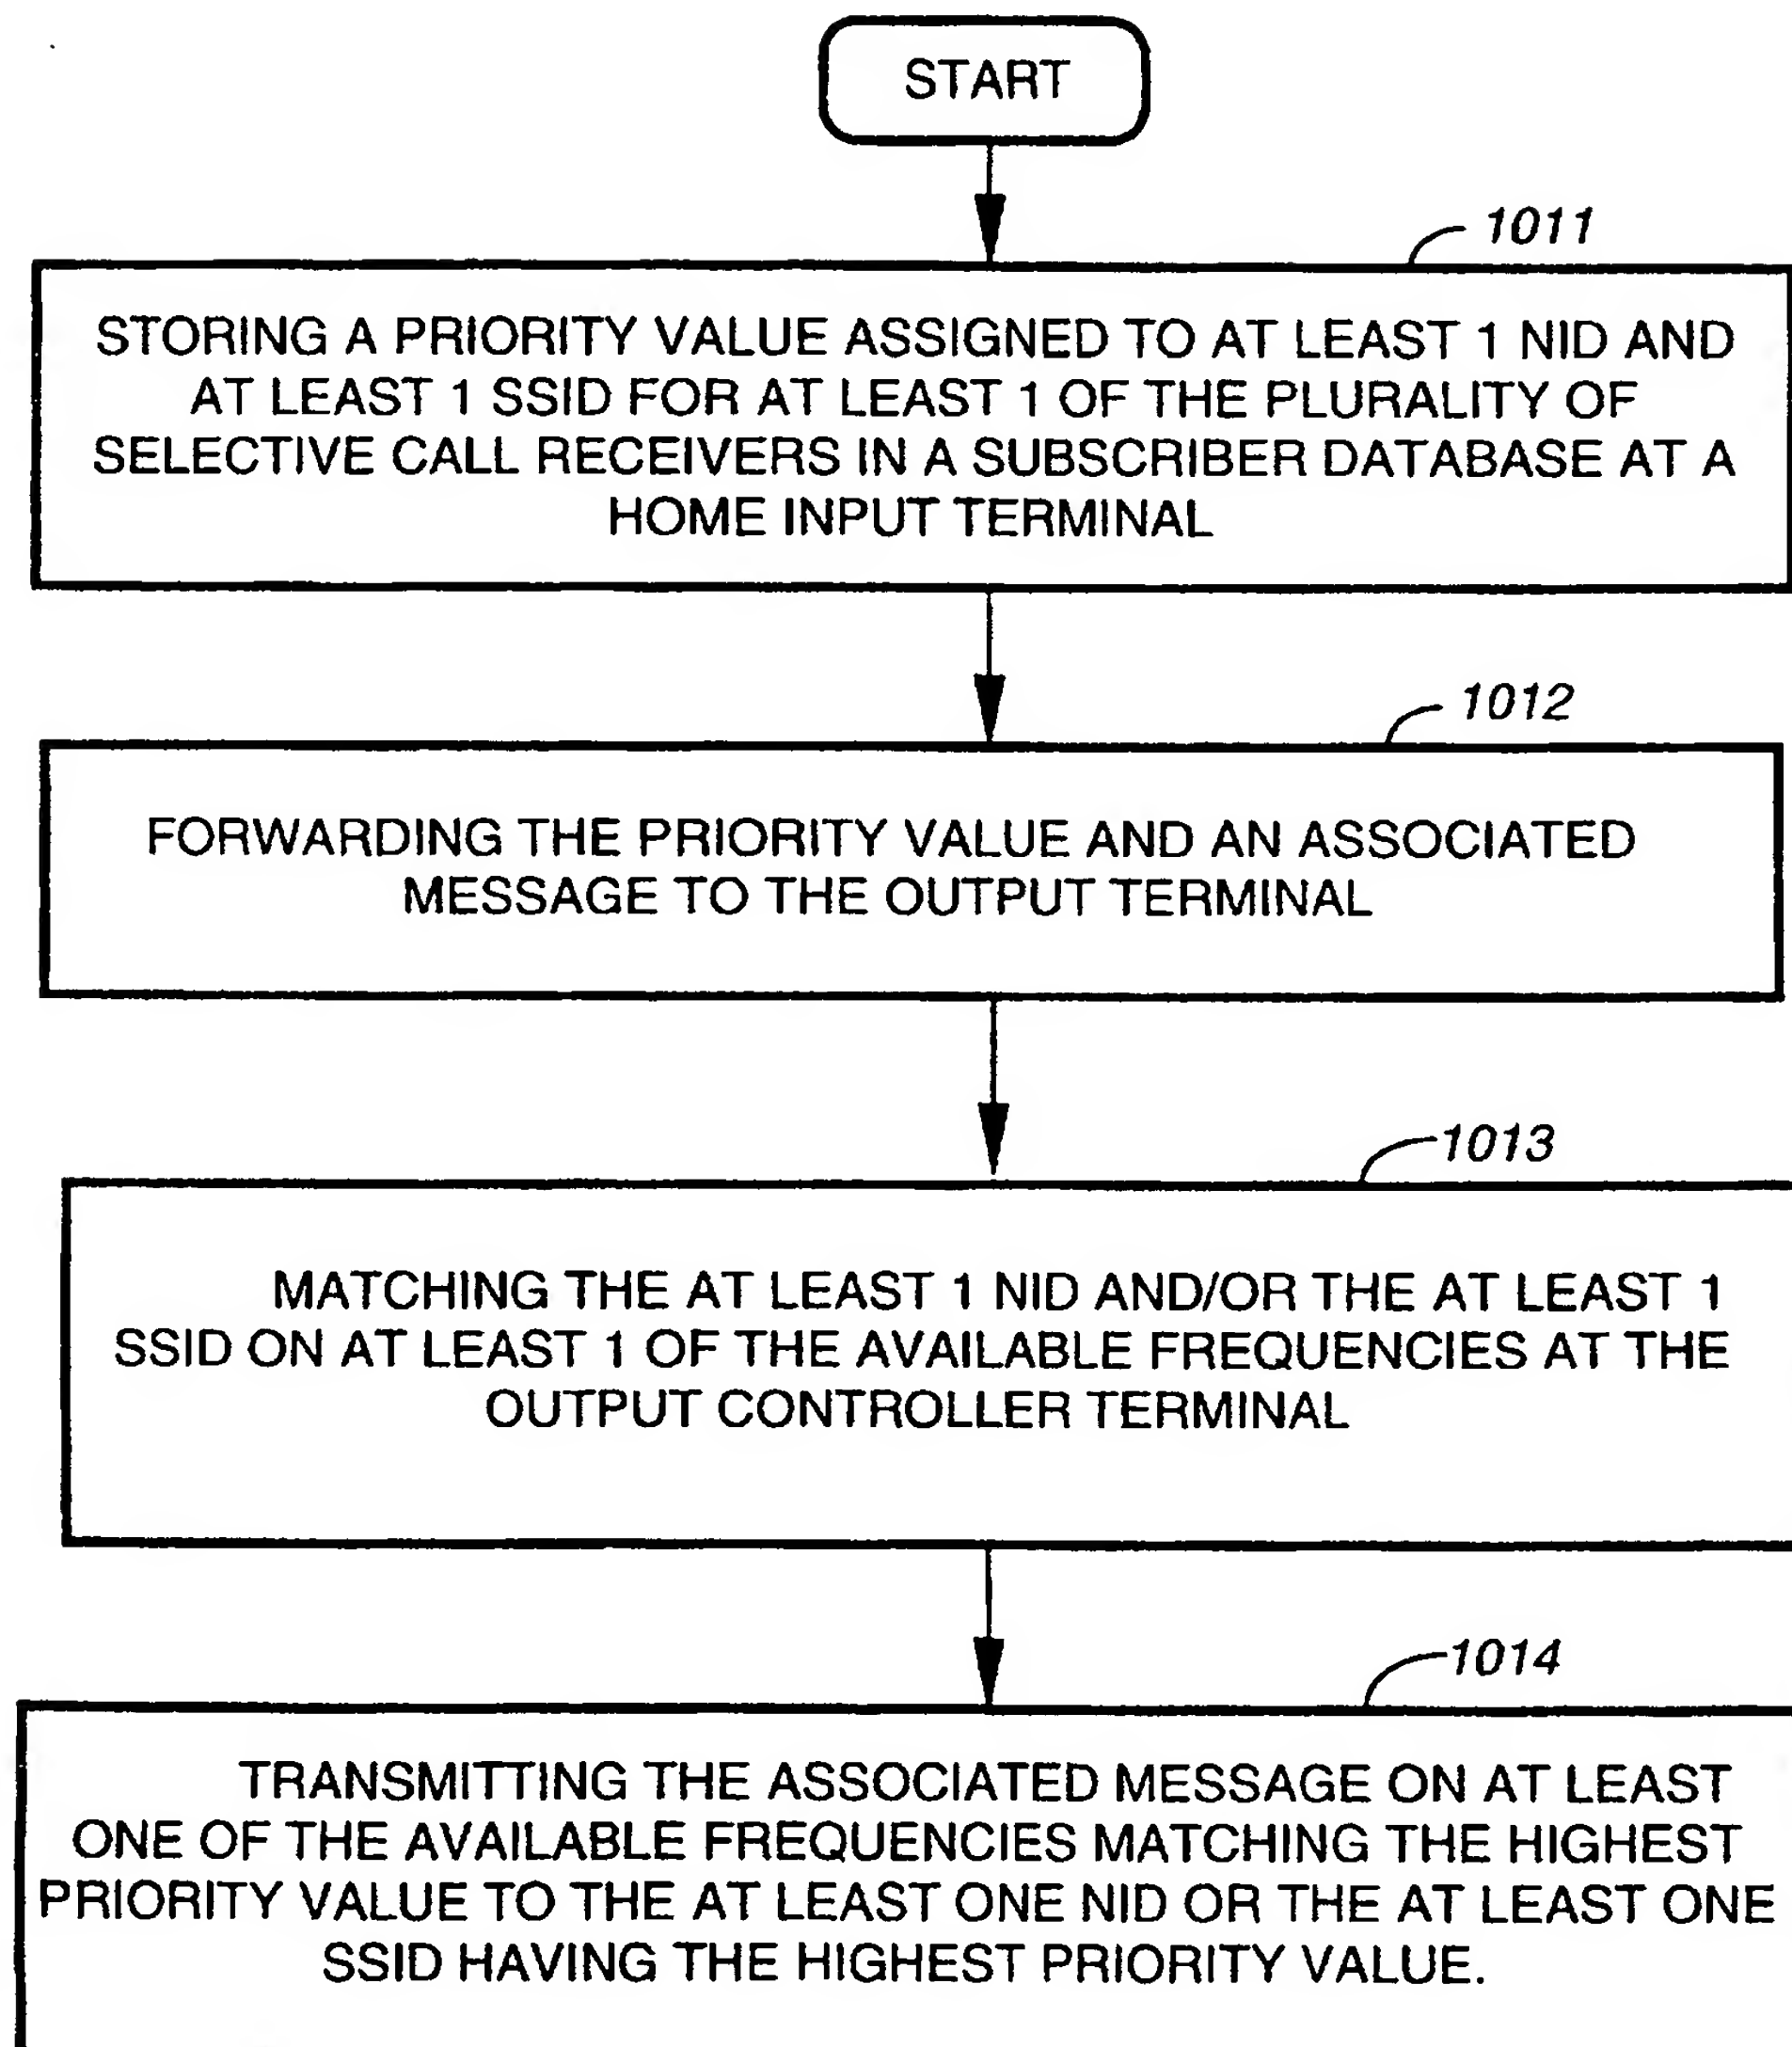 START
1011
STORING A PRIORITY VALUE ASSIGNED TO AT LEAST 1 NID AND
AT LEAST 1 SSID FOR AT LEAST 1 OF THE PLURALITY OF
SELECTIVE CALL RECEIVERS IN A SUBSCRIBER DATABASE AT A
HOME INPUT TERMINAL
1012
FORWARDING THE PRIORITY VALUE AND AN ASSOCIATED
MESSAGE TO THE OUTPUT TERMINAL
1013
MATCHING THE AT LEAST 1 NID AND/OR THE AT LEAST 1
SSID ON AT LEAST 1 OF THE AVAILABLE FREQUENCIES AT THE
OUTPUT CONTROLLER TERMINAL
1014
TRANSMITTING THE ASSOCIATED MESSAGE ON AT LEAST
ONE OF THE AVAILABLE FREQUENCIES MATCHING THE HIGHEST
PRIORITY VALUE TO THE AT LEAST ONE NID OR THE AT LEAST ONE
SSID HAVING THE HIGHEST PRIORITY VALUE.